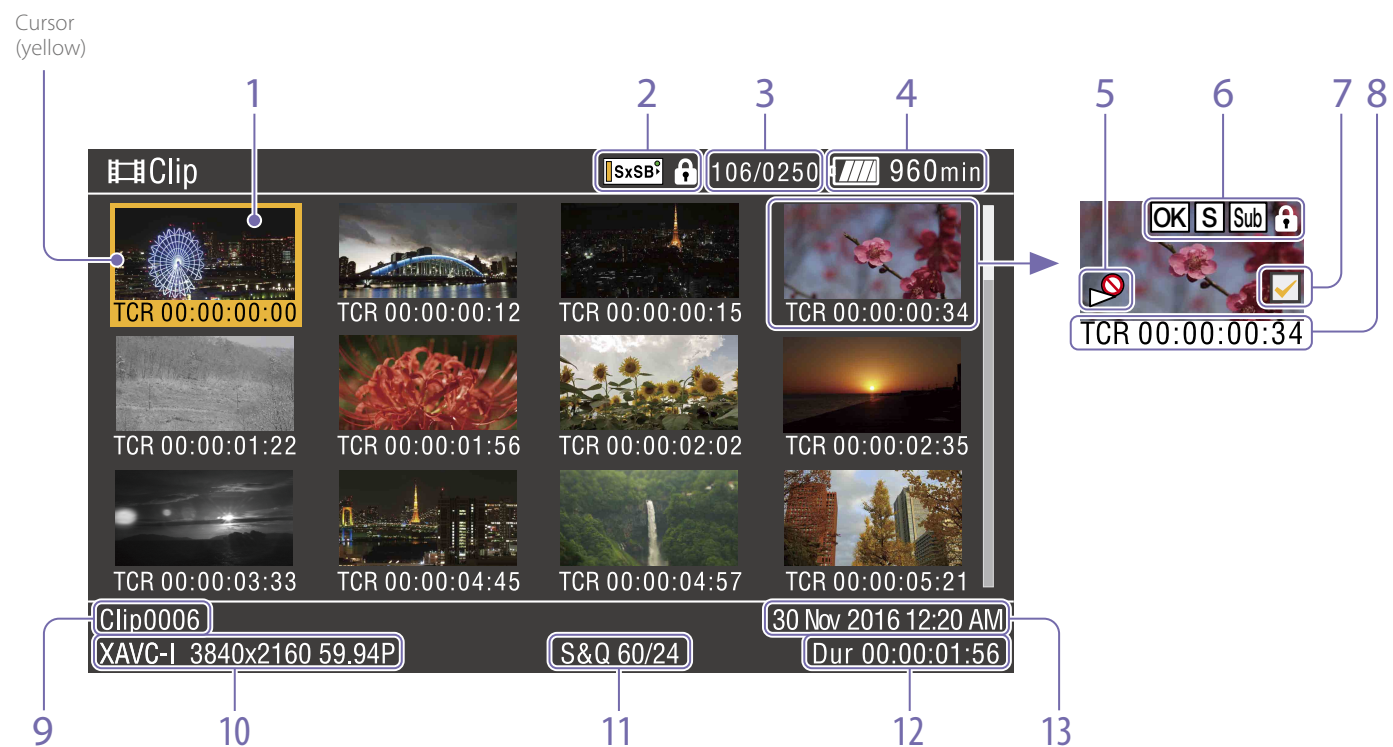 Cursor
(yellow)
1
2
3
4
5
6
7
8
Clip
SxSB
106/0250
960min
OK S Sub
TCR 00:00:00:00
TCR 00:00:00:12
TCR 00:00:00:15
TCR 00:00:00:34
TCR 00:00:00:34
TCR 00:00:01:22
TCR 00:00:01:56
TCR 00:00:02:02
TCR 00:00:02:35
TCR 00:00:03:33
TCR 00:00:04:45
TCR 00:00:04:57
TCR 00:00:05:21
Clip0006
30 Nov 2016 12:20 AM
XAVC-I 3840x2160 59.94P
S&Q 60/24
Dur 00:00:01:56
9
10
11
12
13